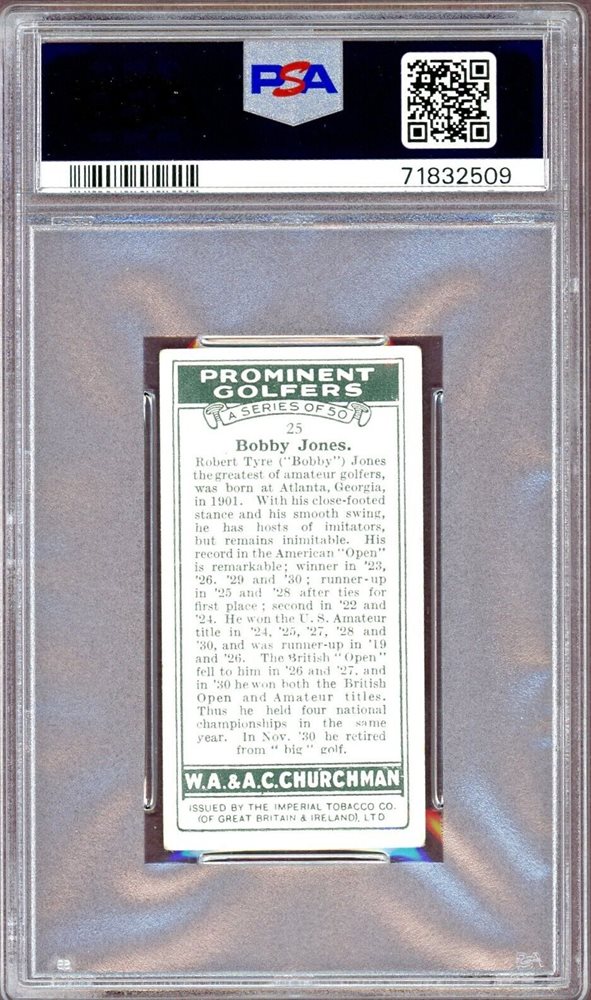 PSA
71832509
PROMINENT
GOLFERS
A SERIES OF 50
25
Bobby Jones.
Robert Tyre ("Bobby") Jones
the greatest of amateur golfers,
was born at Atlanta, Georgia,
in 1901. With his close-footed
stance and his smooth swing,
he has hosts of imitators,
but remains inimitable. His
record in the American "Open"
is remarkable; winner in '23,
'26, '29 and '30; runner-up
in '25 and '28 after ties for
first place; second in '22 and
'24. He won the U. S. Amateur
title in '24, '25, '27, '28 and
'30, and was runner-up in '19
and '26. The British "Open"
fell to him in '26 and '27, and
in '30 he won both the British
Open and Amateur titles.
Thus he held four national
championships in the same
year. In Nov. '30 he retired
from "big" golf.
W.A. & A.C. CHURCHMAN
ISSUED BY THE IMPERIAL TOBACCO CO.
(OF GREAT BRITAIN & IRELAND), LTD
PSA